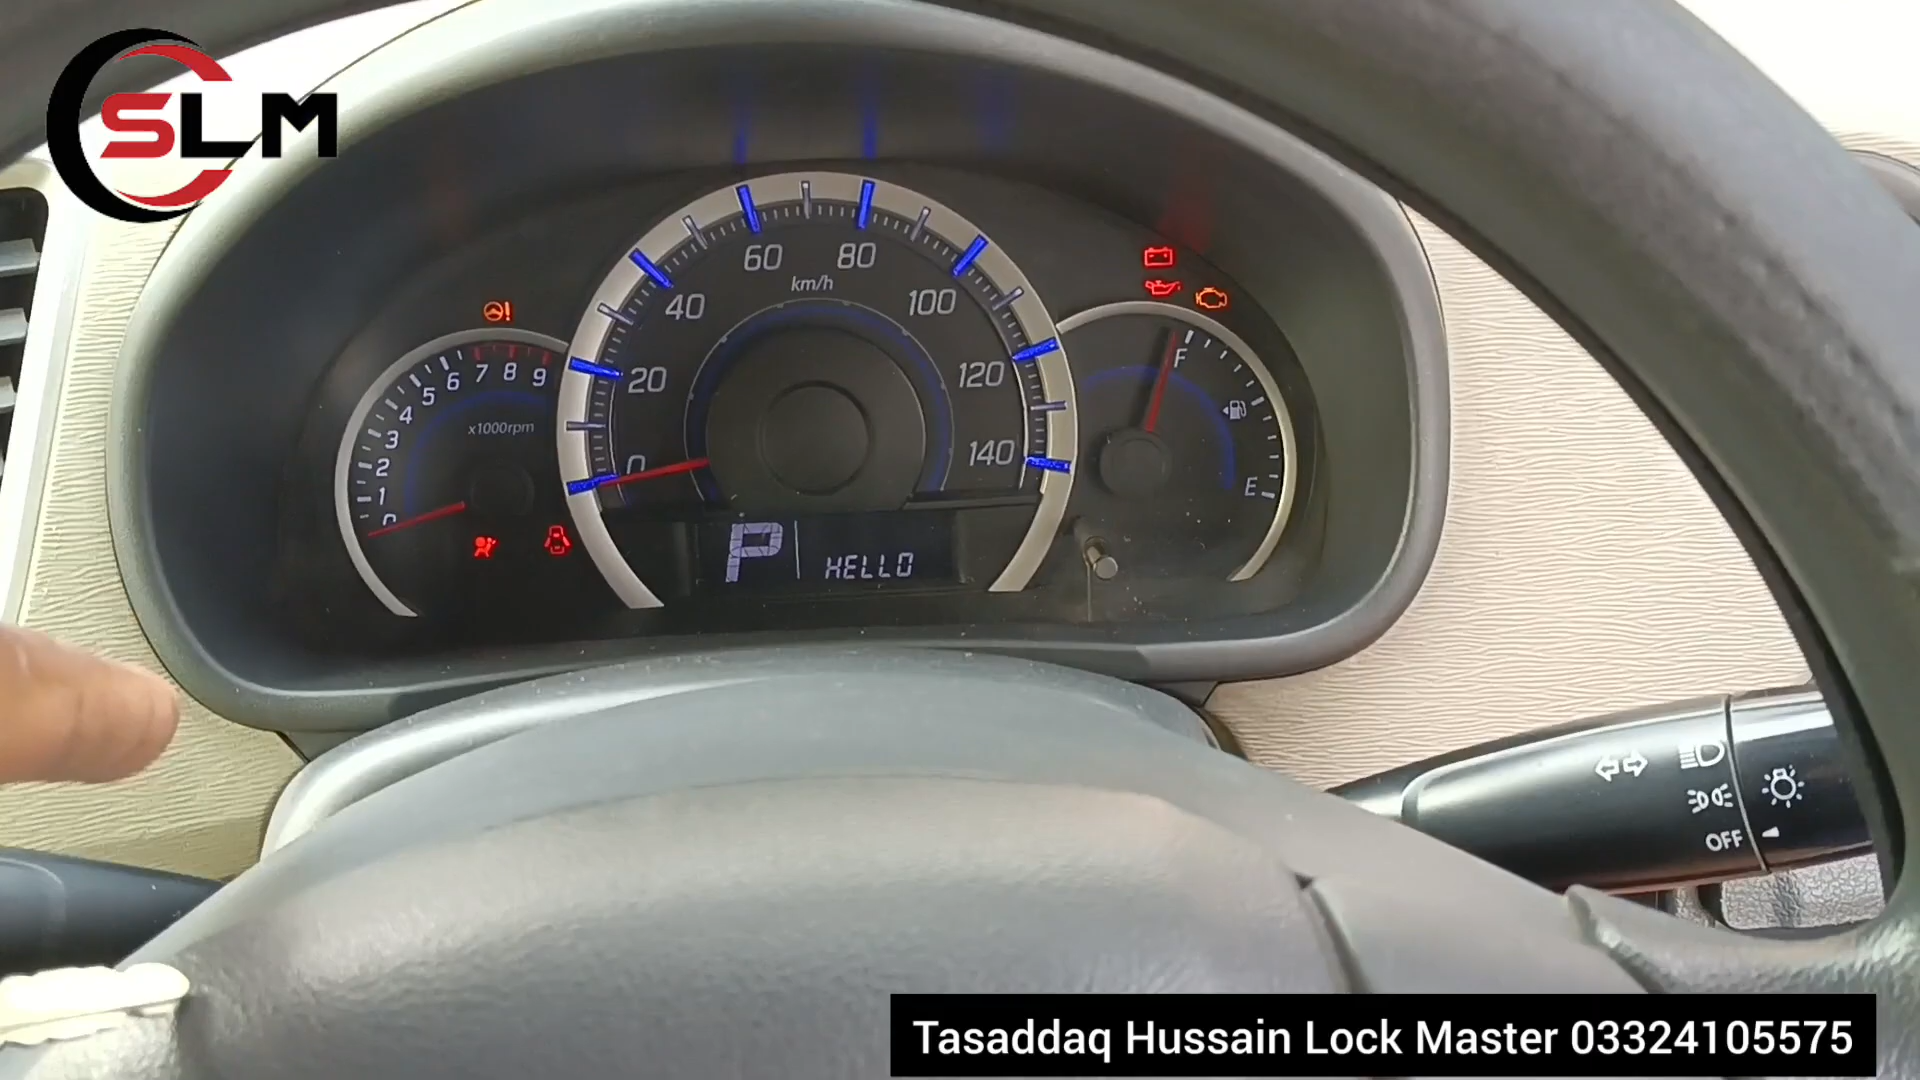 SLM
60
80
km/h
40
100
20
120
0
140
0 1 2 3 4 5 6 7 8 9
x1000rpm
F
E
P
HELLO
OFF
Tasaddaq Hussain Lock Master 03324105575